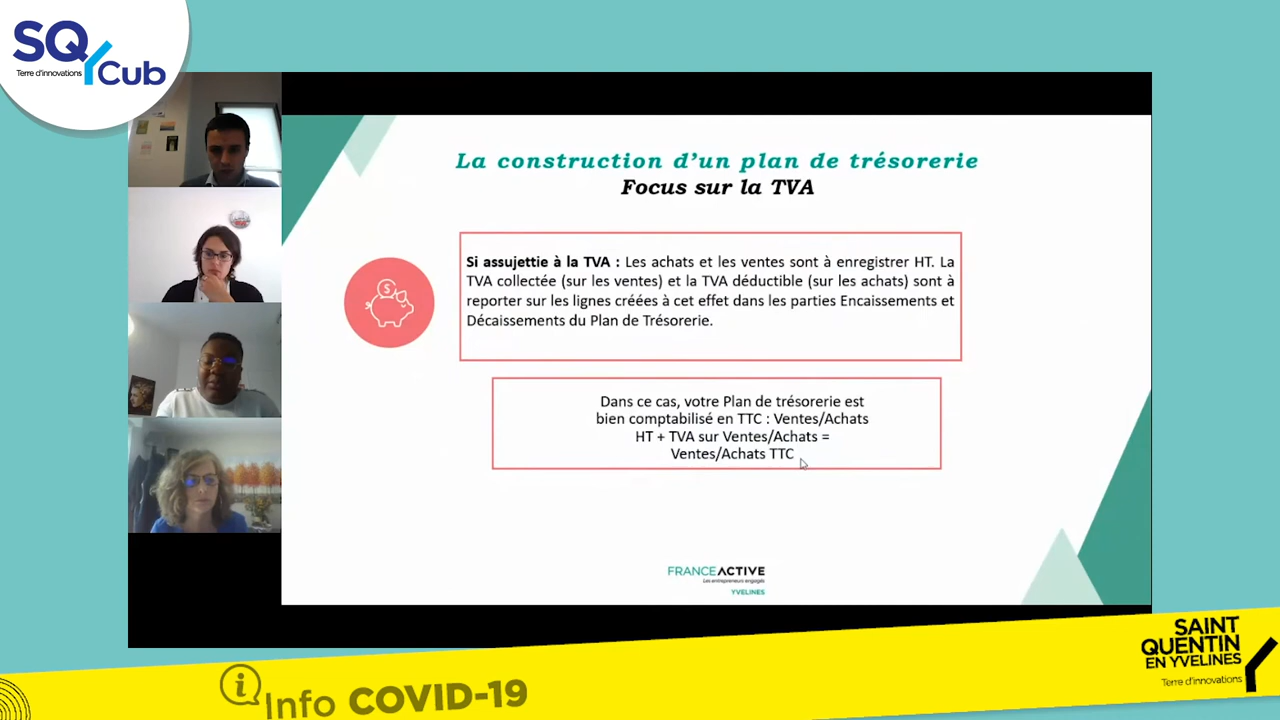 SQY Cub
Terre d'innovations
La construction d'un plan de trésorerie
Focus sur la TVA
Si assujettie à la TVA : Les achats et les ventes sont à enregistrer HT. La
TVA collectée (sur les ventes) et la TVA déductible (sur les achats) sont à
reporter sur les lignes créées à cet effet dans les parties Encaissements et
Décaissements du Plan de Trésorerie.
Dans ce cas, votre Plan de trésorerie est
bien comptabilisé en TTC : Ventes/Achats
HT + TVA sur Ventes/Achats =
Ventes/Achats TTC
FRANCE ACTIVE
Les entrepreneurs engagés
YVELINES
SAINT
QUENTIN
EN YVELINES
Terre d'innovations
i Info COVID-19